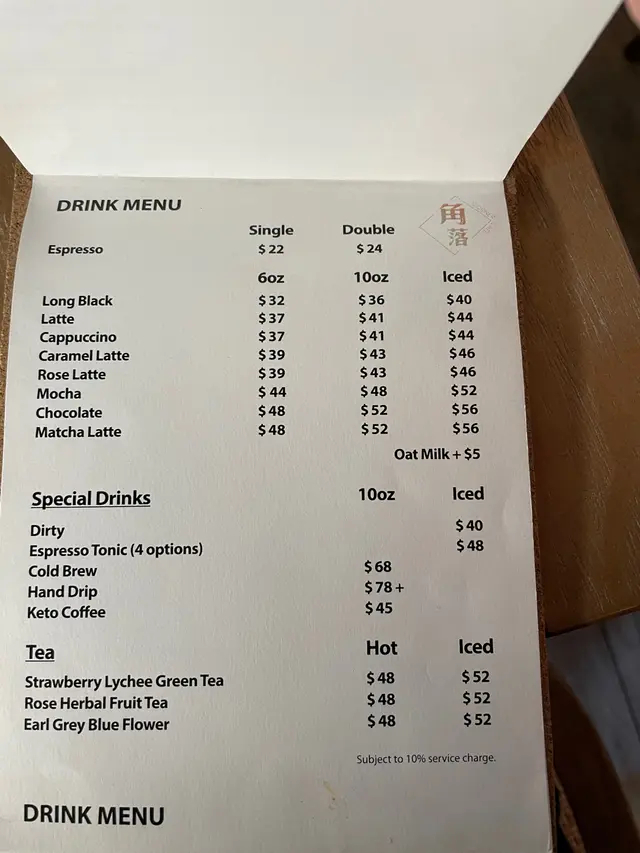 DRINK MENU
角
落
Single Double
Espresso $22 $24
6oz 10oz Iced
Long Black $32 $36 $40
Latte $37 $41 $44
Cappuccino $37 $41 $44
Caramel Latte $39 $43 $46
Rose Latte $39 $43 $46
Mocha $44 $48 $52
Chocolate $48 $52 $56
Matcha Latte $48 $52 $56
Oat Milk + $5
Special Drinks 10oz Iced
Dirty $40
Espresso Tonic (4 options) $48
Cold Brew $68
Hand Drip $78+
Keto Coffee $45
Tea Hot Iced
Strawberry Lychee Green Tea $48 $52
Rose Herbal Fruit Tea $48 $52
Earl Grey Blue Flower $48 $52
Subject to 10% service charge.
DRINK MENU